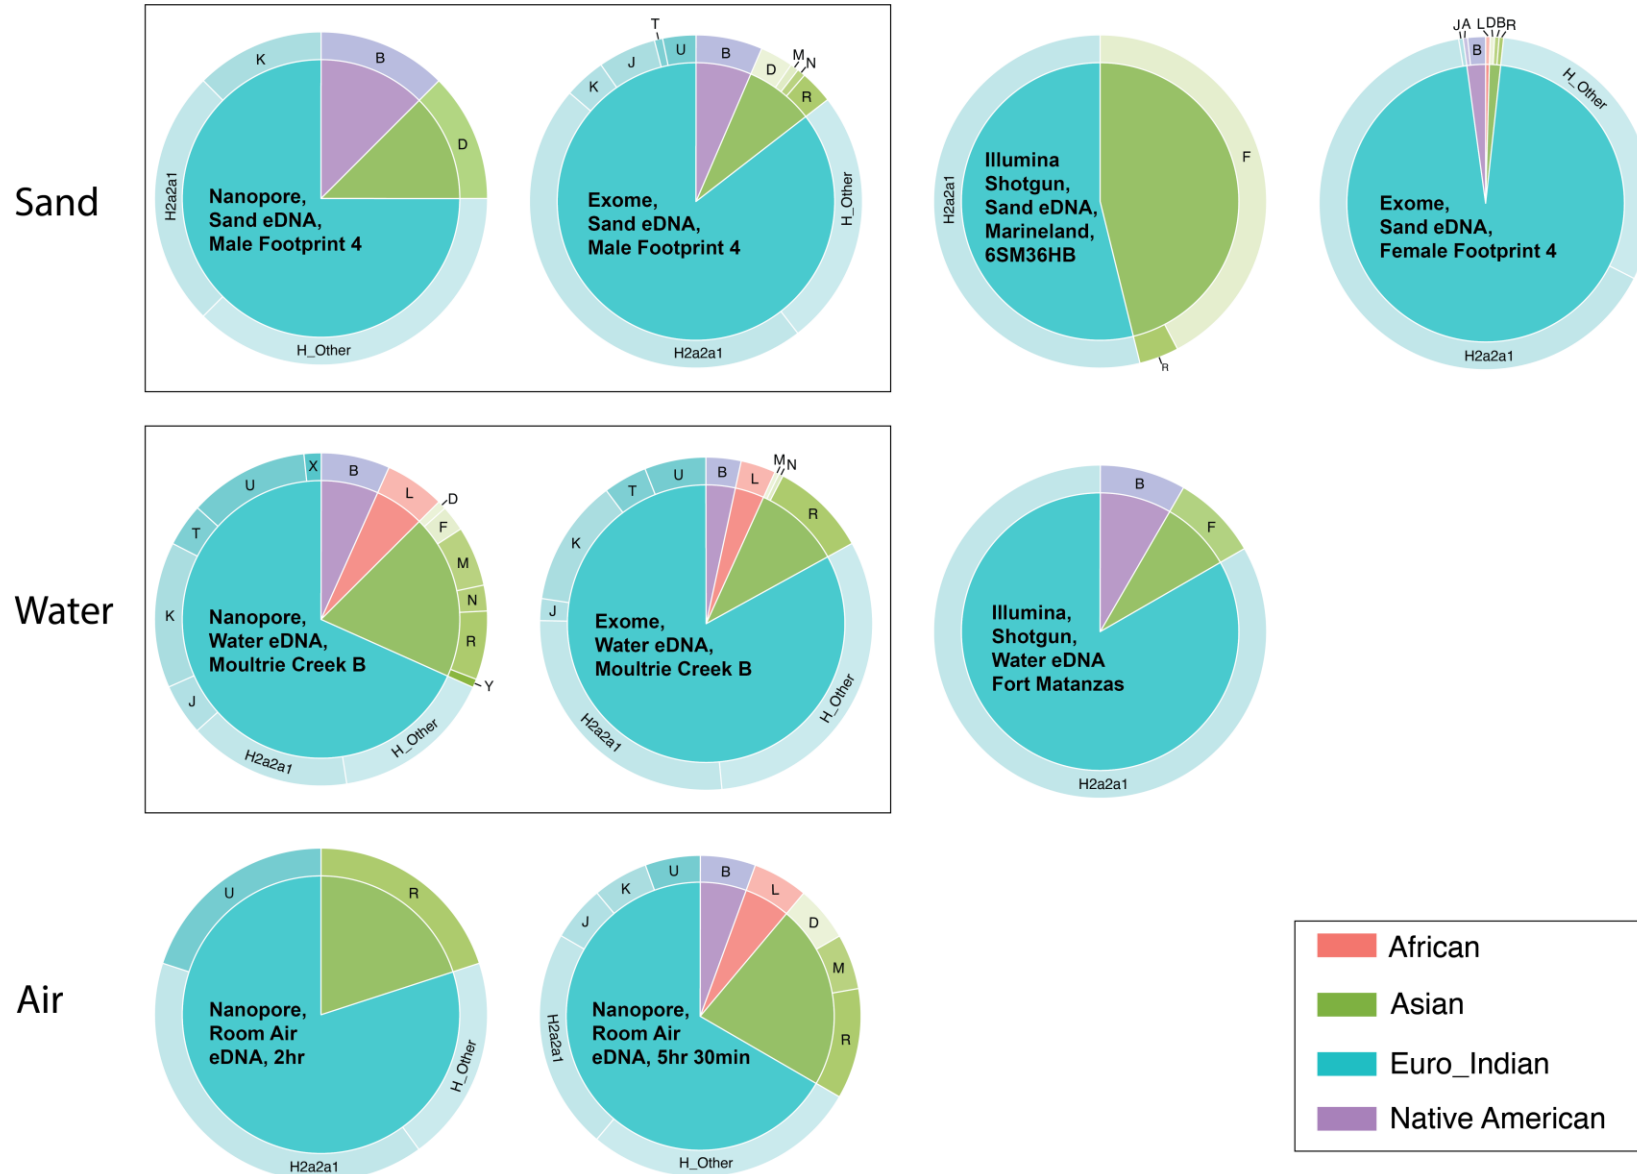 Sand
K
B
D
H2a2a1
H_Other
Nanopore,
Sand eDNA,
Male Footprint 4
T
U
B
D
M
N
R
J
K
H_Other
H2a2a1
Exome,
Sand eDNA,
Male Footprint 4
H2a2a1
F
R
Illumina
Shotgun,
Sand eDNA,
Marineland,
6SM36HB
J
A
B
L
D
B
R
H_Other
H2a2a1
Exome,
Sand eDNA,
Female Footprint 4
Water
X
B
L
D
F
M
N
R
Y
H_Other
H2a2a1
J
K
T
U
Nanopore,
Water eDNA,
Moultrie Creek B
U
B
L
M
N
R
H_Other
H2a2a1
J
K
T
Exome,
Water eDNA,
Moultrie Creek B
B
F
H2a2a1
Illumina,
Shotgun,
Water eDNA
Fort Matanzas
Air
U
R
H_Other
H2a2a1
Nanopore,
Room Air
eDNA, 2hr
U
B
L
D
M
R
H_Other
H2a2a1
J
K
Nanopore,
Room Air
eDNA, 5hr 30min
African
Asian
Euro_Indian
Native American